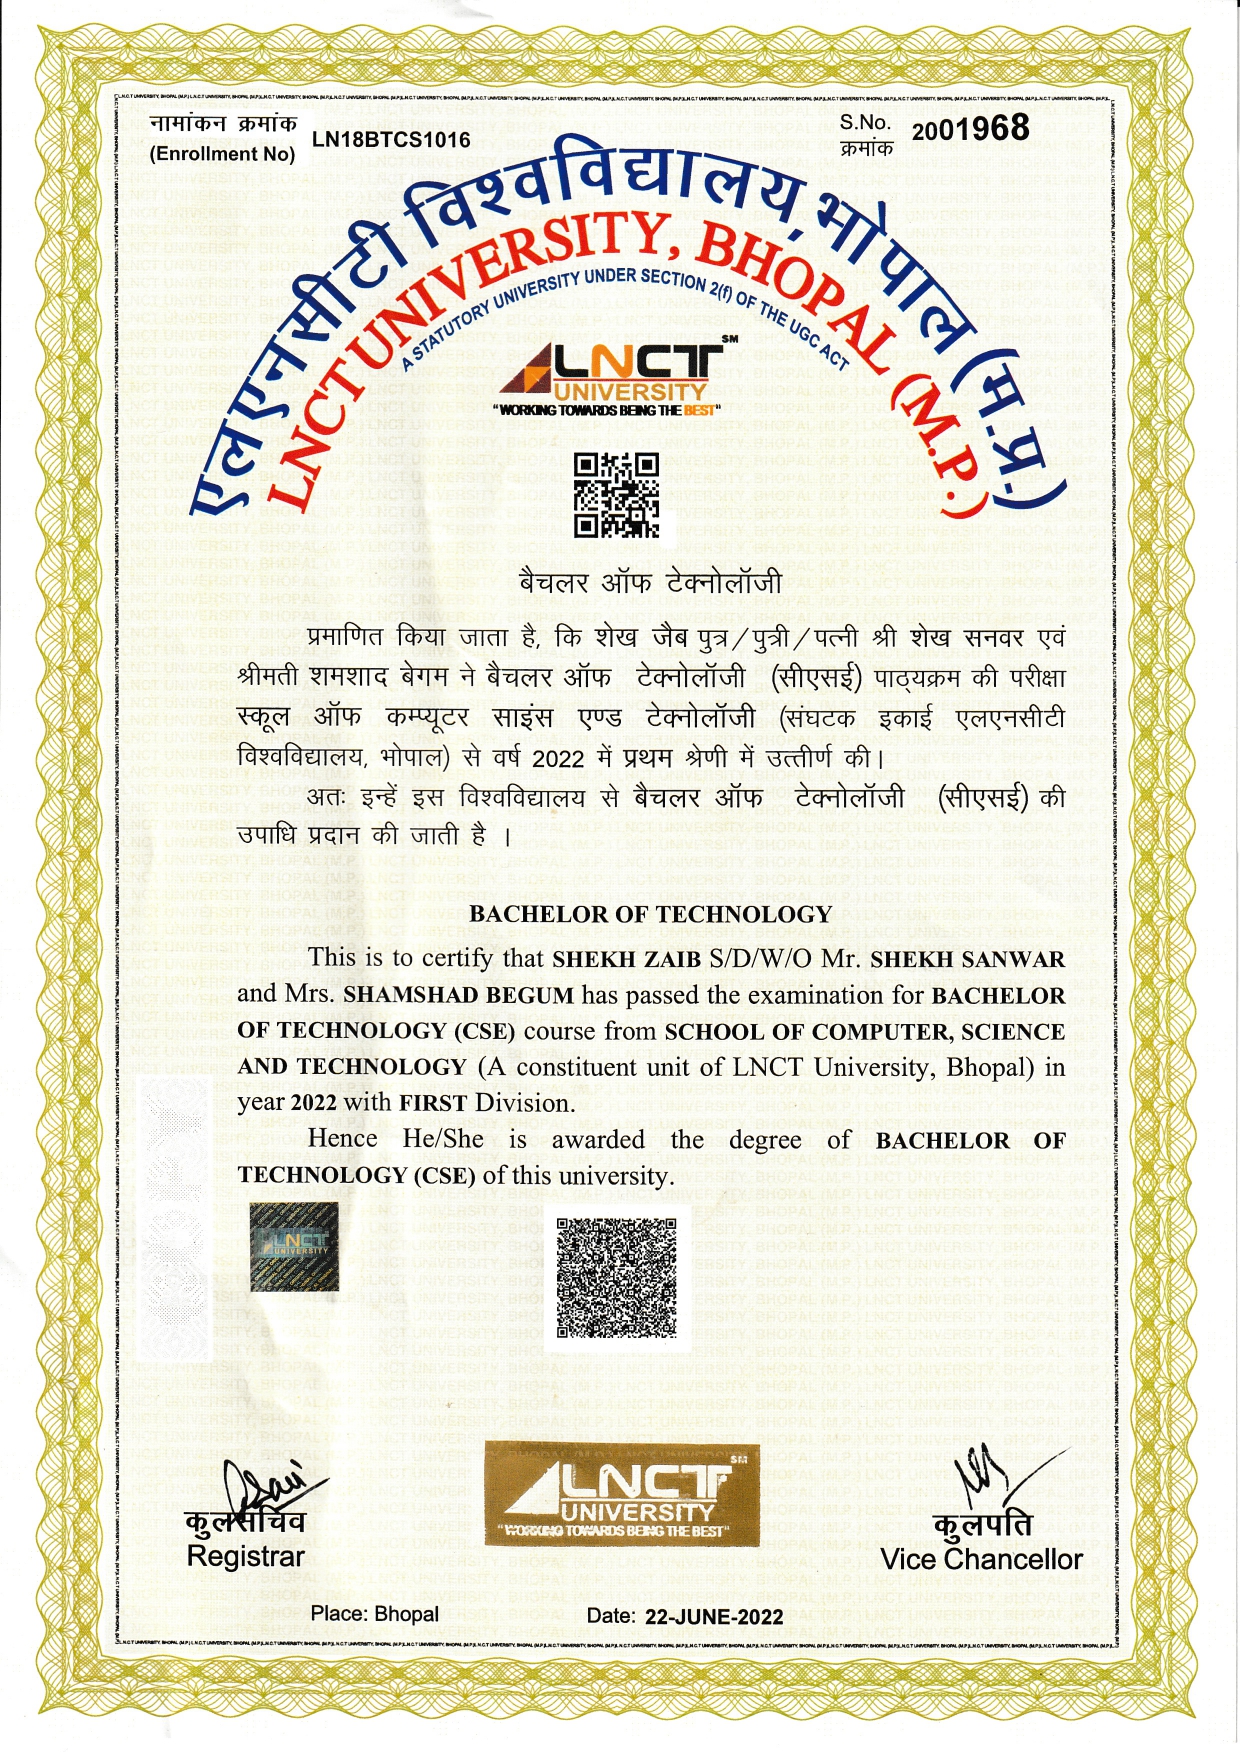 नामांकन क्रमांक
(Enrollment No) LN18BTCS1016
S.No. 2001968
क्रमांक
एलएनसीटी विश्वविद्यालय, भोपाल (म.प्र.)
LNCT UNIVERSITY, BHOPAL (M.P.)
A STATUTORY UNIVERSITY UNDER SECTION 2(f) OF THE UGC ACT
LNCT SM
UNIVERSITY
"WORKING TOWARDS BEING THE BEST"
बैचलर ऑफ टेक्नोलॉजी
प्रमाणित किया जाता है, कि शेख जैब पुत्र/पुत्री/पत्नी श्री शेख सनवर एवं
श्रीमती शमशाद बेगम ने बैचलर ऑफ टेक्नोलॉजी (सीएसई) पाठ्यक्रम की परीक्षा
स्कूल ऑफ कम्प्यूटर साइंस एण्ड टेक्नोलॉजी (संघटक इकाई एलएनसीटी
विश्वविद्यालय, भोपाल) से वर्ष 2022 में प्रथम श्रेणी में उत्तीर्ण की।
अतः इन्हें इस विश्वविद्यालय से बैचलर ऑफ टेक्नोलॉजी (सीएसई) की
उपाधि प्रदान की जाती है ।
BACHELOR OF TECHNOLOGY
This is to certify that SHEKH ZAIB S/D/W/O Mr. SHEKH SANWAR
and Mrs. SHAMSHAD BEGUM has passed the examination for BACHELOR
OF TECHNOLOGY (CSE) course from SCHOOL OF COMPUTER, SCIENCE
AND TECHNOLOGY (A constituent unit of LNCT University, Bhopal) in
year 2022 with FIRST Division.
Hence He/She is awarded the degree of BACHELOR OF
TECHNOLOGY (CSE) of this university.
LNCT
UNIVERSITY
LNCT SM
UNIVERSITY
"WORKING TOWARDS BEING THE BEST"
कुलसचिव
Registrar
कुलपति
Vice Chancellor
Place: Bhopal
Date: 22-JUNE-2022